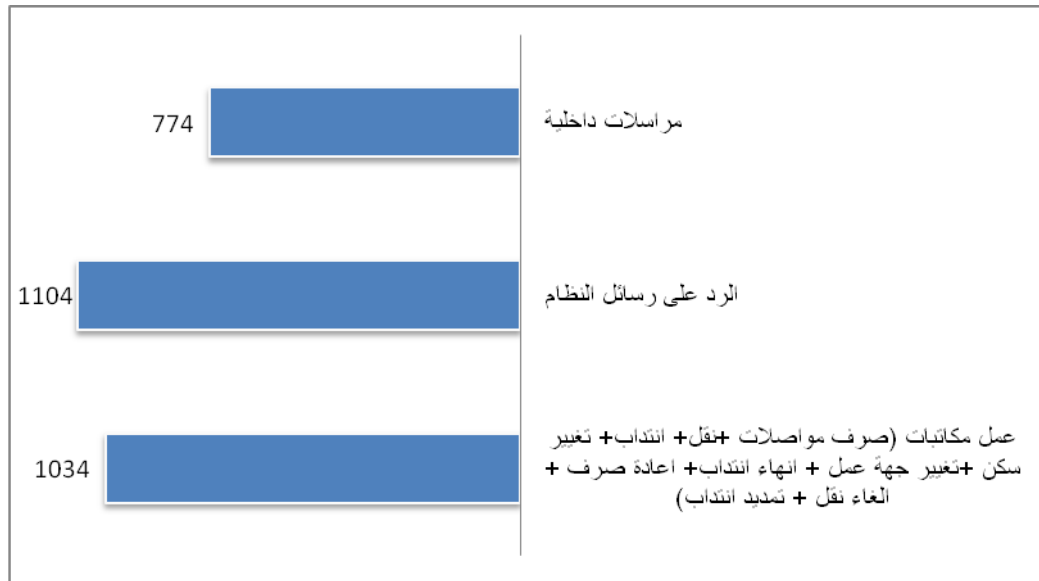 مراسلات داخلية
774
الرد على رسائل النظام
1104
عمل مكاتبات (صرف مواصلات +نقل+ انتداب+ تغيير
سكن +تغيير جهة عمل + انهاء انتداب+ اعادة صرف +
الغاء نقل + تمديد انتداب)
1034